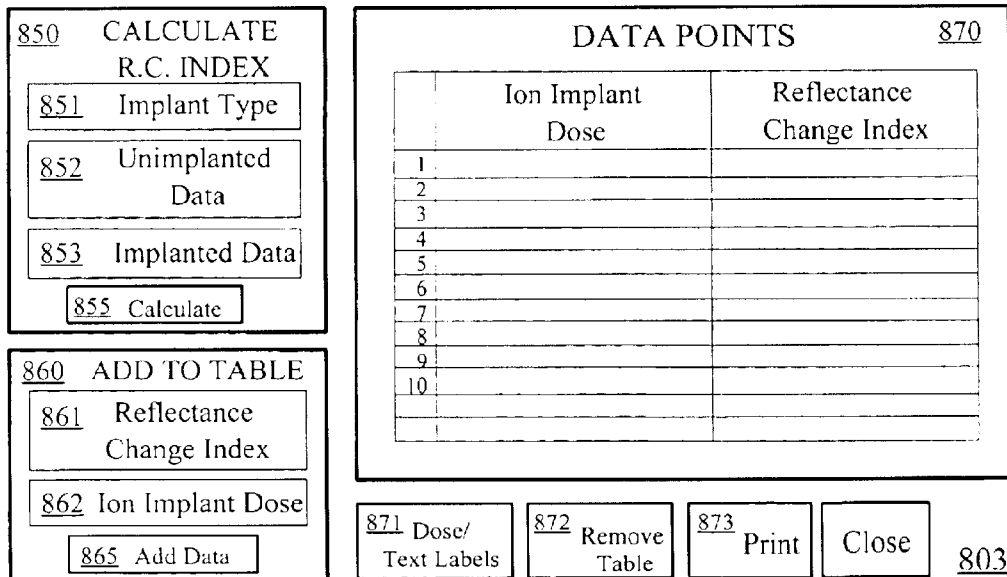 850 CALCULATE
R.C. INDEX
851 Implant Type
852 Unimplanted
Data
853 Implanted Data
855 Calculate
860 ADD TO TABLE
861 Reflectance
Change Index
862 Ion Implant Dose
865 Add Data
DATA POINTS 870
Ion Implant
Dose
Reflectance
Change Index
1
2
3
4
5
6
7
8
9
10
871 Dose/
Text Labels
872 Remove
Table
873 Print
Close
803